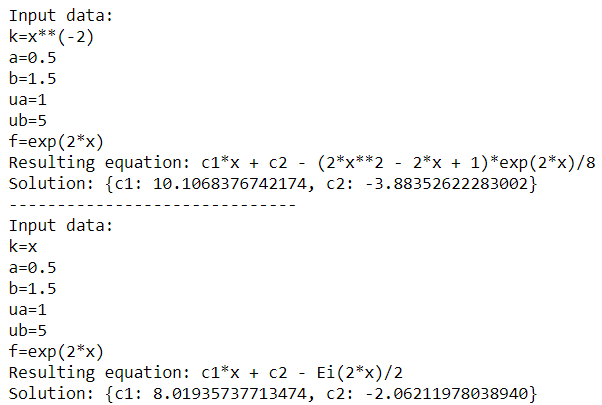 Input data:
k=x**(-2)
a=0.5
b=1.5
ua=1
ub=5
f=exp(2*x)
Resulting equation: c1*x + c2 - (2*x**2 - 2*x + 1)*exp(2*x)/8
Solution: {c1: 10.1068376742174, c2: -3.88352622283002}
------------------------------
Input data:
k=x
a=0.5
b=1.5
ua=1
ub=5
f=exp(2*x)
Resulting equation: c1*x + c2 - Ei(2*x)/2
Solution: {c1: 8.01935737713474, c2: -2.06211978038940}